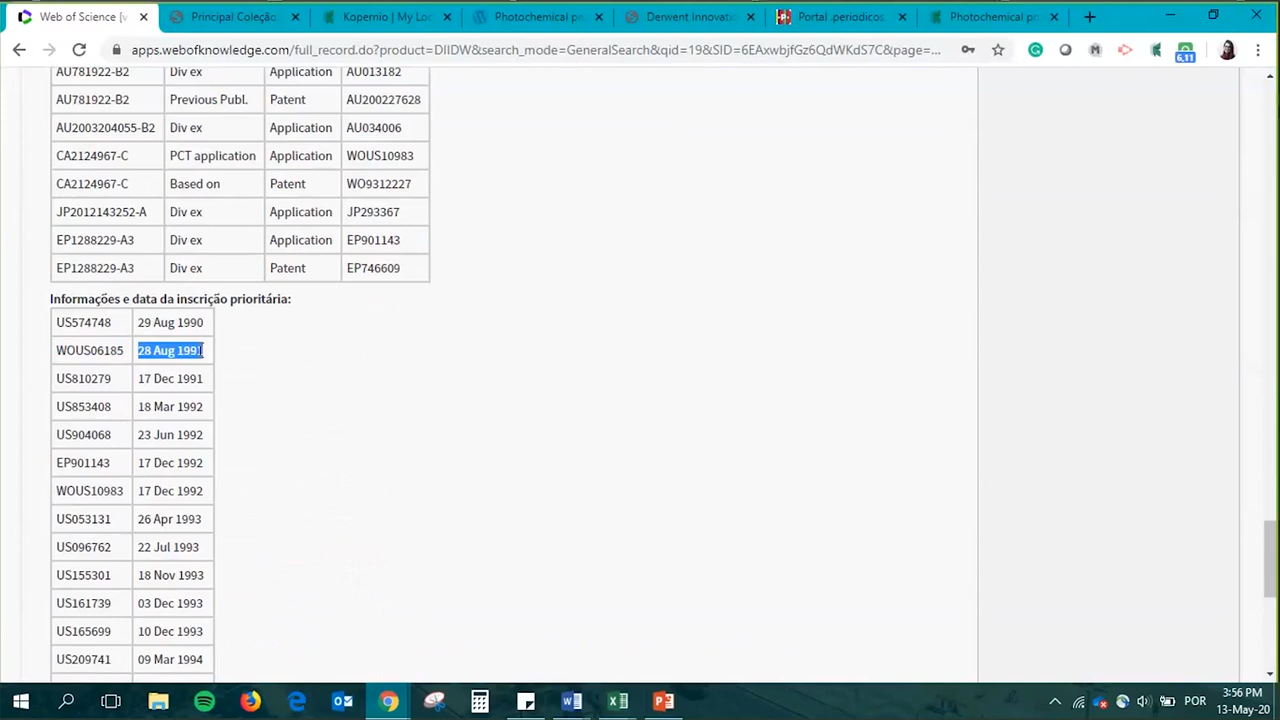 Web of Science [v
Principal Coleção
Kopernio | My Loc
Photochemical pe
Derwent Innovatio
Portal .periodicos.
Photochemical pro
apps.webofknowledge.com/full_record.do?product=DIIDW&search_mode=GeneralSearch&qid=19&SID=6EAxwbjfGz6QdWKdS7C&page=...
6,11
AU781922-B2 Div ex Application AU013182
AU781922-B2 Previous Publ. Patent AU200227628
AU2003204055-B2 Div ex Application AU034006
CA2124967-C PCT application Application WOUS10983
CA2124967-C Based on Patent WO9312227
JP2012143252-A Div ex Application JP293367
EP1288229-A3 Div ex Application EP901143
EP1288229-A3 Div ex Patent EP746609
Informações e data da inscrição prioritária:
US574748 29 Aug 1990
WOUS06185 28 Aug 1991
US810279 17 Dec 1991
US853408 18 Mar 1992
US904068 23 Jun 1992
EP901143 17 Dec 1992
WOUS10983 17 Dec 1992
US053131 26 Apr 1993
US096762 22 Jul 1993
US155301 18 Nov 1993
US161739 03 Dec 1993
US165699 10 Dec 1993
US209741 09 Mar 1994
POR
3:56 PM
13-May-20